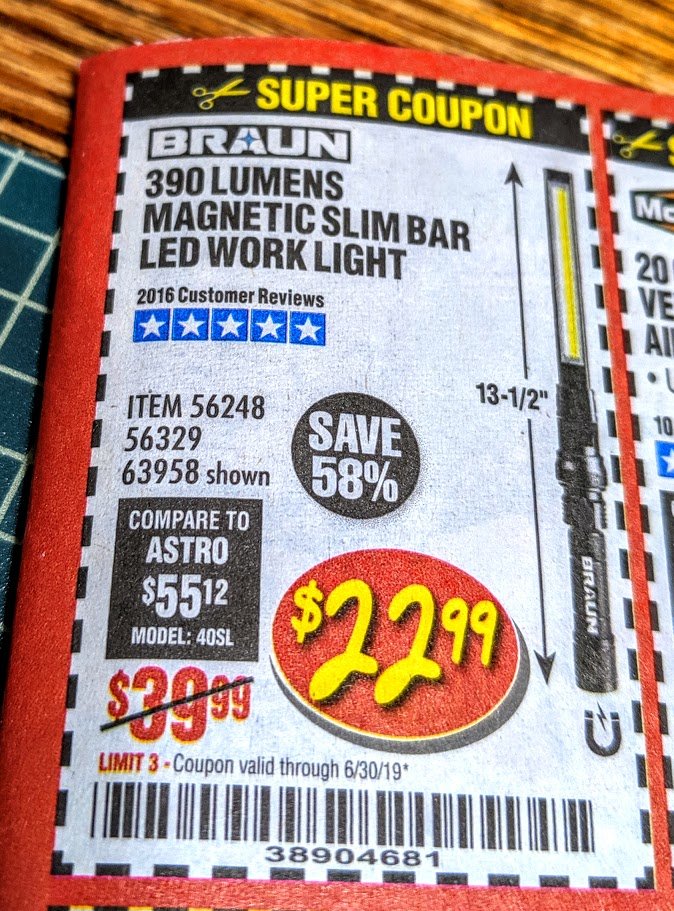 SUPER COUPON
BRAUN
390 LUMENS
MAGNETIC SLIM BAR
LED WORK LIGHT
2016 Customer Reviews
ITEM 56248
56329
63958 shown
SAVE
58%
13-1/2"
COMPARE TO
ASTRO
$5512
MODEL: 40SL
$3999
$2299
BRAUN
LIMIT 3 - Coupon valid through 6/30/19*
38904681
20
VE
10